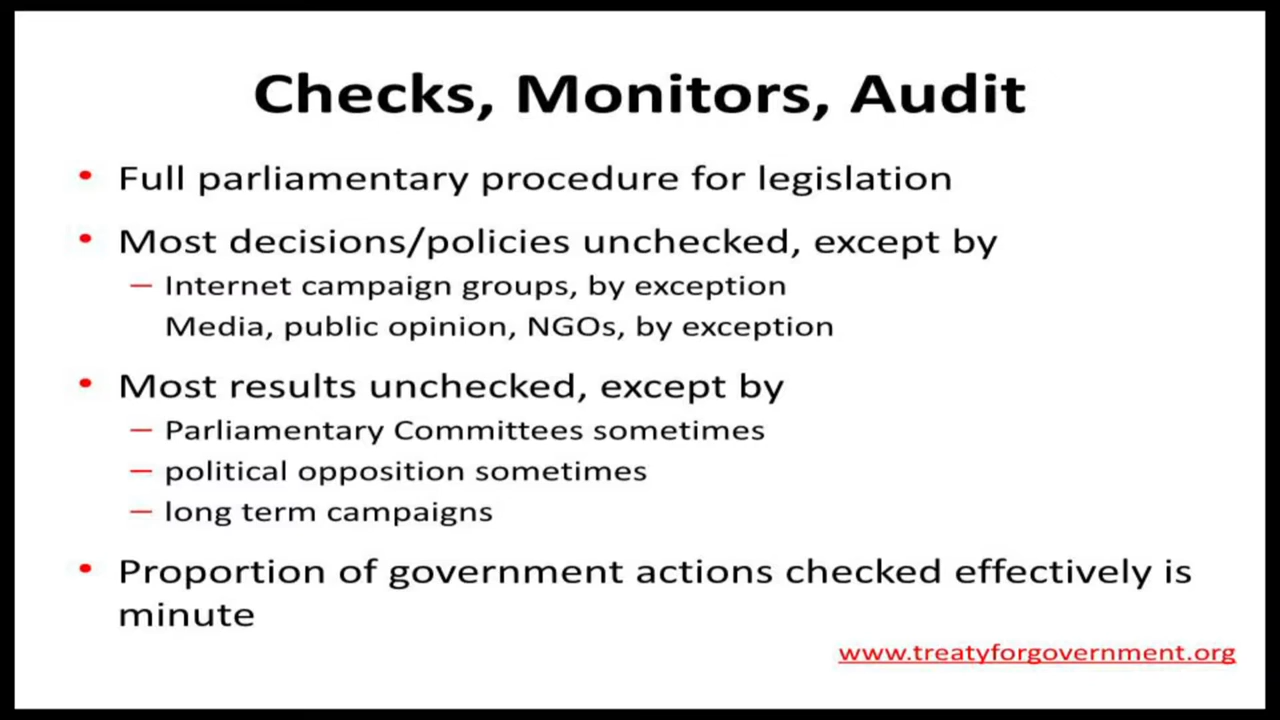 Checks, Monitors, Audit
• Full parliamentary procedure for legislation
• Most decisions/policies unchecked, except by
– Internet campaign groups, by exception
Media, public opinion, NGOs, by exception
• Most results unchecked, except by
– Parliamentary Committees sometimes
– political opposition sometimes
– long term campaigns
• Proportion of government actions checked effectively is
minute
www.treatyforgovernment.org